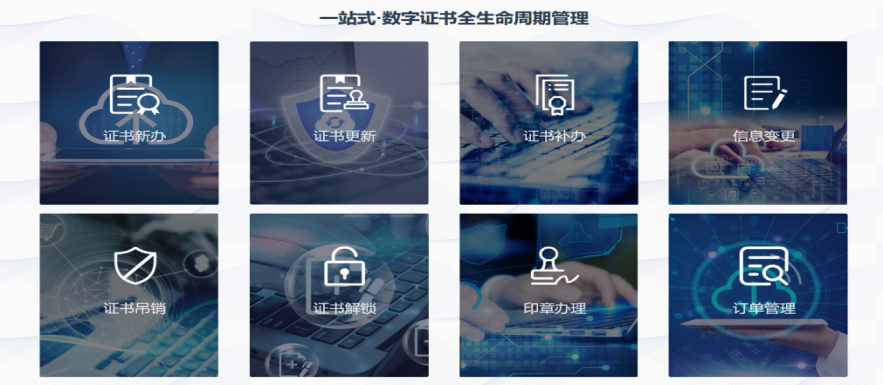 一站式·数字证书全生命周期管理
证书新办
证书更新
证书补办
信息变更
证书吊销
证书解锁
印章办理
订单管理